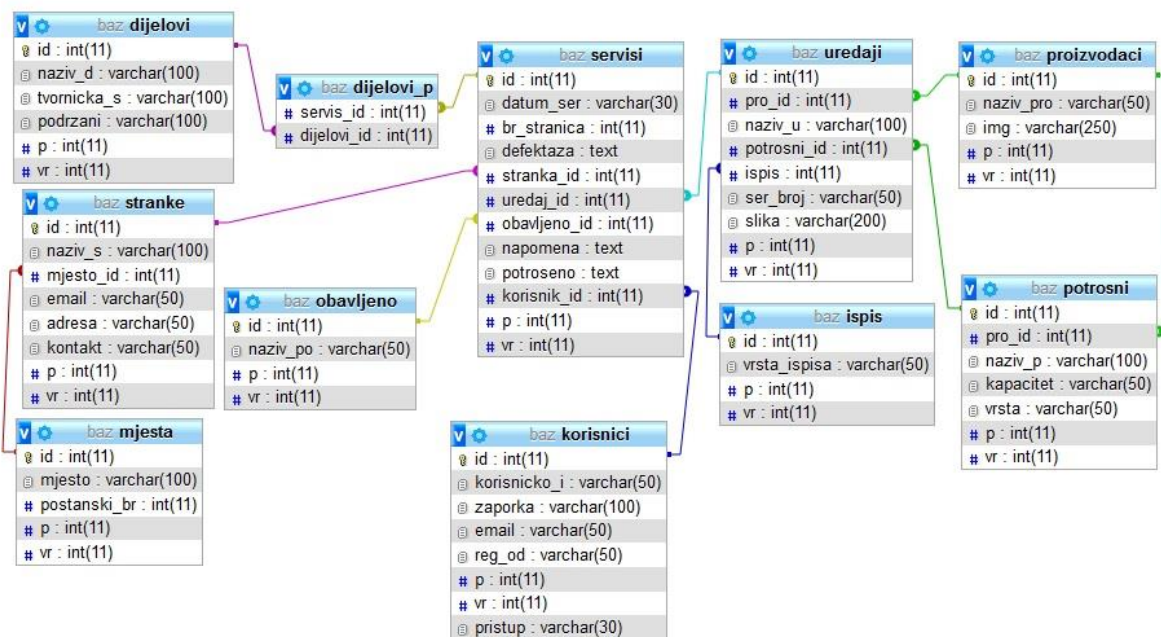 baz dijelovi
id : int(11)
naziv_d : varchar(100)
tvornicka_s : varchar(100)
podrzani : varchar(100)
# p : int(11)
# vr : int(11)
baz dijelovi_p
# servis_id : int(11)
# dijelovi_id : int(11)
baz servisi
id : int(11)
datum_ser : varchar(30)
# br_stranica : int(11)
defektaza : text
# stranka_id : int(11)
# uredaj_id : int(11)
# obavljeno_id : int(11)
napomena : text
potroseno : text
# korisnik_id : int(11)
# p : int(11)
# vr : int(11)
baz uredaji
id : int(11)
# pro_id : int(11)
naziv_u : varchar(100)
# potrosni_id : int(11)
# ispis : int(11)
ser_broj : varchar(50)
slika : varchar(200)
# p : int(11)
# vr : int(11)
baz proizvodaci
id : int(11)
naziv_pro : varchar(50)
img : varchar(250)
# p : int(11)
# vr : int(11)
baz stranke
id : int(11)
naziv_s : varchar(100)
# mjesto_id : int(11)
email : varchar(50)
adresa : varchar(50)
kontakt : varchar(50)
# p : int(11)
# vr : int(11)
baz obavljeno
id : int(11)
naziv_po : varchar(50)
# p : int(11)
# vr : int(11)
baz ispis
id : int(11)
vrsta_ispisa : varchar(50)
# p : int(11)
# vr : int(11)
baz potrosni
id : int(11)
# pro_id : int(11)
naziv_p : varchar(100)
kapacitet : varchar(50)
vrsta : varchar(50)
# p : int(11)
# vr : int(11)
baz mjesta
id : int(11)
mjesto : varchar(100)
# postanski_br : int(11)
# p : int(11)
# vr : int(11)
baz korisnici
id : int(11)
korisnicko_i : varchar(50)
zaporka : varchar(100)
email : varchar(50)
reg_od : varchar(50)
# p : int(11)
# vr : int(11)
pristup : varchar(30)